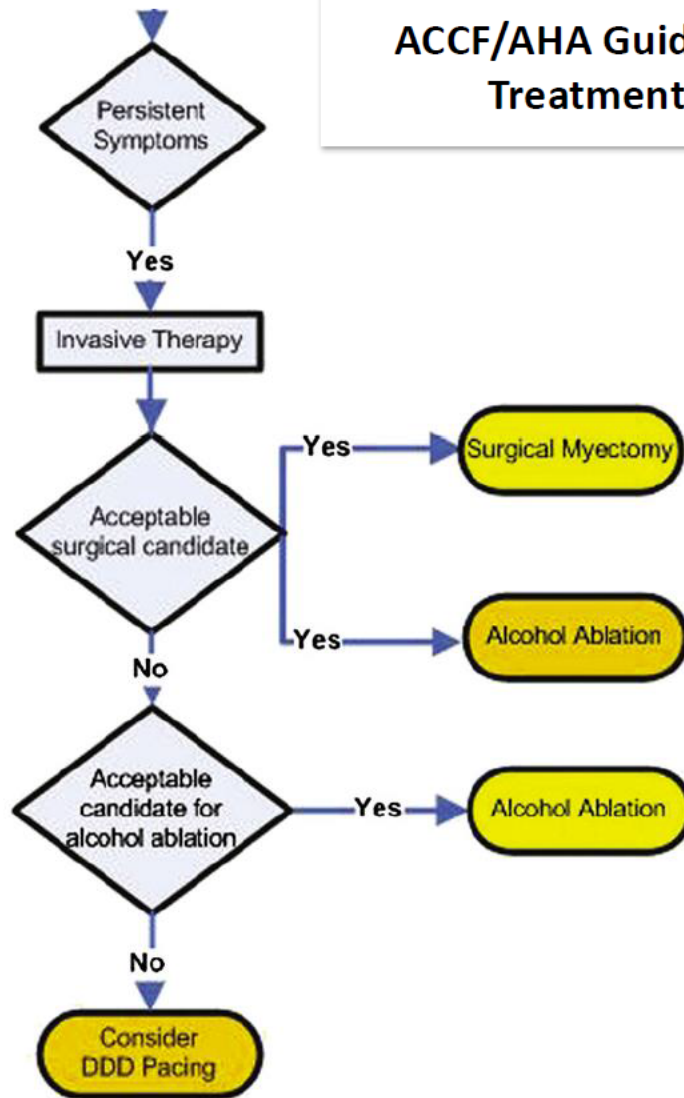 ACCF/AHA Guid
Treatment
Persistent
Symptoms
Yes
Invasive Therapy
Yes
Surgical Myectomy
Acceptable
surgical candidate
Yes
Alcohol Ablation
No
Acceptable
candidate for
alcohol ablation
Yes
Alcohol Ablation
No
Consider
DDD Pacing